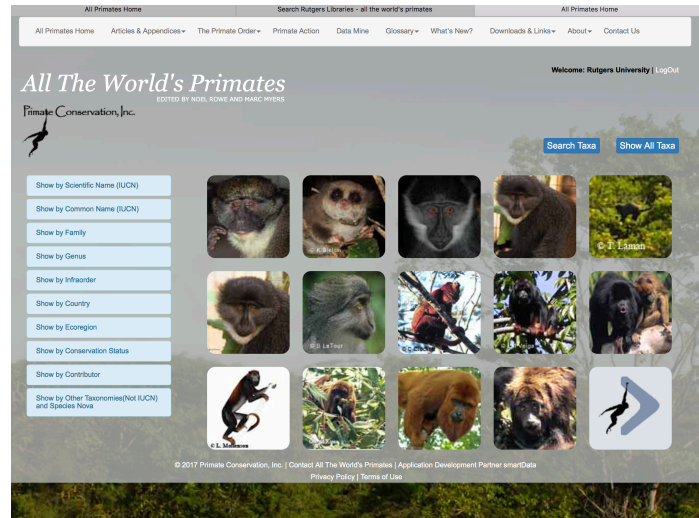 All Primates Home
Search Rutgers Libraries - all the world's primates
All Primates Home
All Primates Home Articles & Appendices The Primate Order Primate Action Data Mine Glossary What's New? Downloads & Links About Contact Us
Welcome: Rutgers University | LogOut
All The World's Primates
EDITED BY NOEL ROWE AND MARC MYERS
Primate Conservation, Inc.
Search Taxa
Show All Taxa
Show by Scientific Name (IUCN)
Show by Common Name (IUCN)
Show by Family
Show by Genus
Show by Infraorder
Show by Country
Show by Ecoregion
Show by Conservation Status
Show by Contributor
Show by Other Taxonomies(Not IUCN)
and Species Nova
© T. Laman
© S. LaTour
© 2017 Primate Conservation, Inc. | Contact All The World's Primates | Application Development Partner smartData
Privacy Policy | Terms of Use